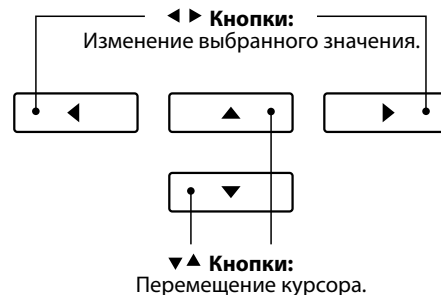 ◀ ▶ Кнопки:
Изменение выбранного значения.
▼▲ Кнопки:
Перемещение курсора.